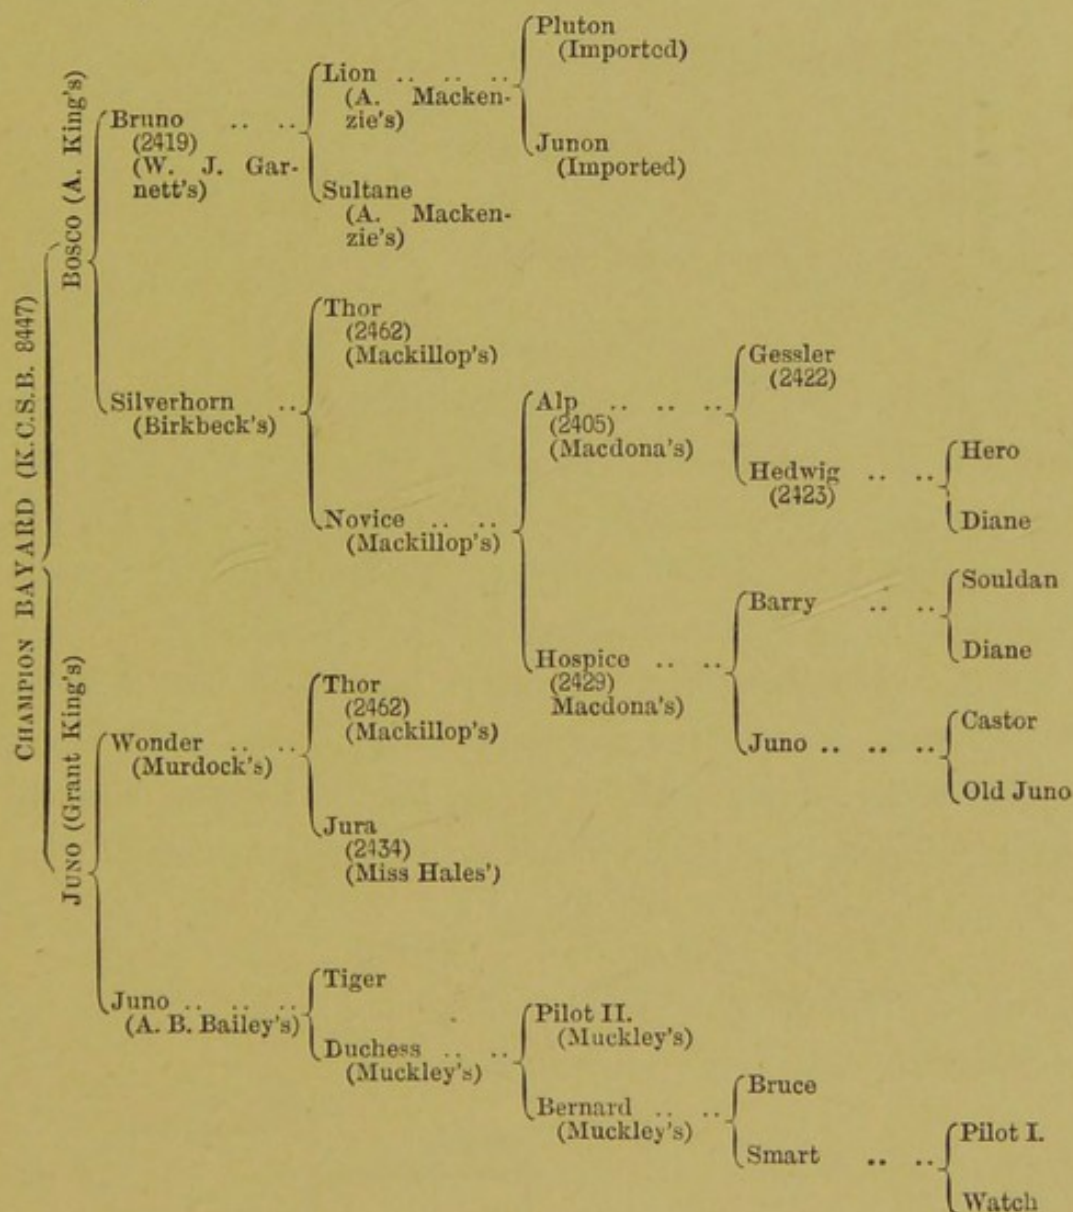 CHAMPION BAYARD (K.C.S.B. 8447)
BOSCO (A. King's)
Bruno .. ..
(2419)
(W. J. Gar-
nett's)
Lion .. .. ..
(A. Macken-
zie's)
Pluton
(Imported)
Junon
(Imported)
Sultane
(A. Macken-
zie's)
Silverhorn ..
(Birkbeck's)
Thor
(2462)
(Mackillop's)
Novice .. ..
(Mackillop's)
Alp .. .. ..
(2405)
(Macdona's)
Gessler
(2422)
Hedwig .. ..
(2423)
Hero
Diane
Hospice .. ..
(2429)
Macdona's)
Barry .. ..
Souldan
Diane
Juno .. .. ..
Castor
Old Juno
JUNO (Grant King's)
Wonder .. ..
(Murdock's)
Thor
(2462)
(Mackillop's)
Jura
(2434)
(Miss Hales')
Juno .. .. ..
(A. B. Bailey's)
Tiger
Duchess .. ..
(Muckley's)
Pilot II.
(Muckley's)
Bernard .. ..
(Muckley's)
Bruce
Smart .. ..
Pilot I.
Watch